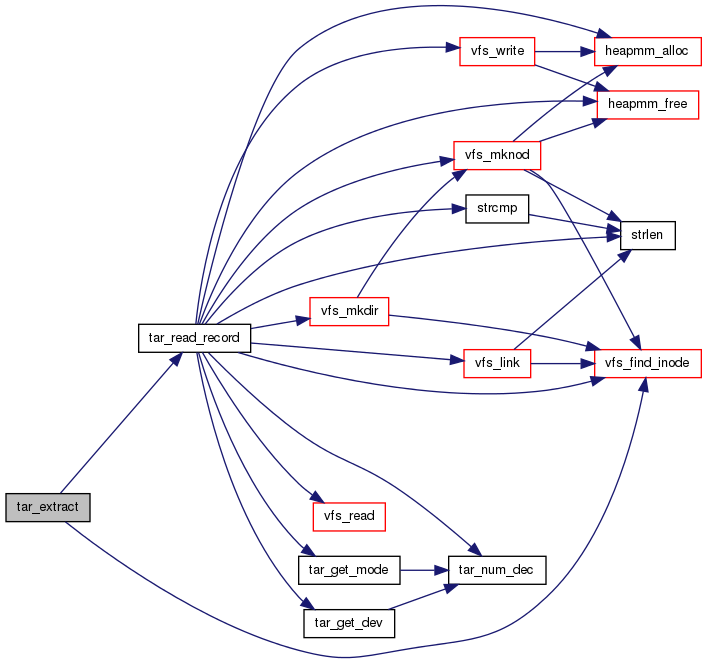 vfs_write
heapmm_alloc
heapmm_free
vfs_mknod
strcmp
strlen
vfs_mkdir
tar_read_record
vfs_link
vfs_find_inode
tar_extract
vfs_read
tar_get_mode
tar_num_dec
tar_get_dev